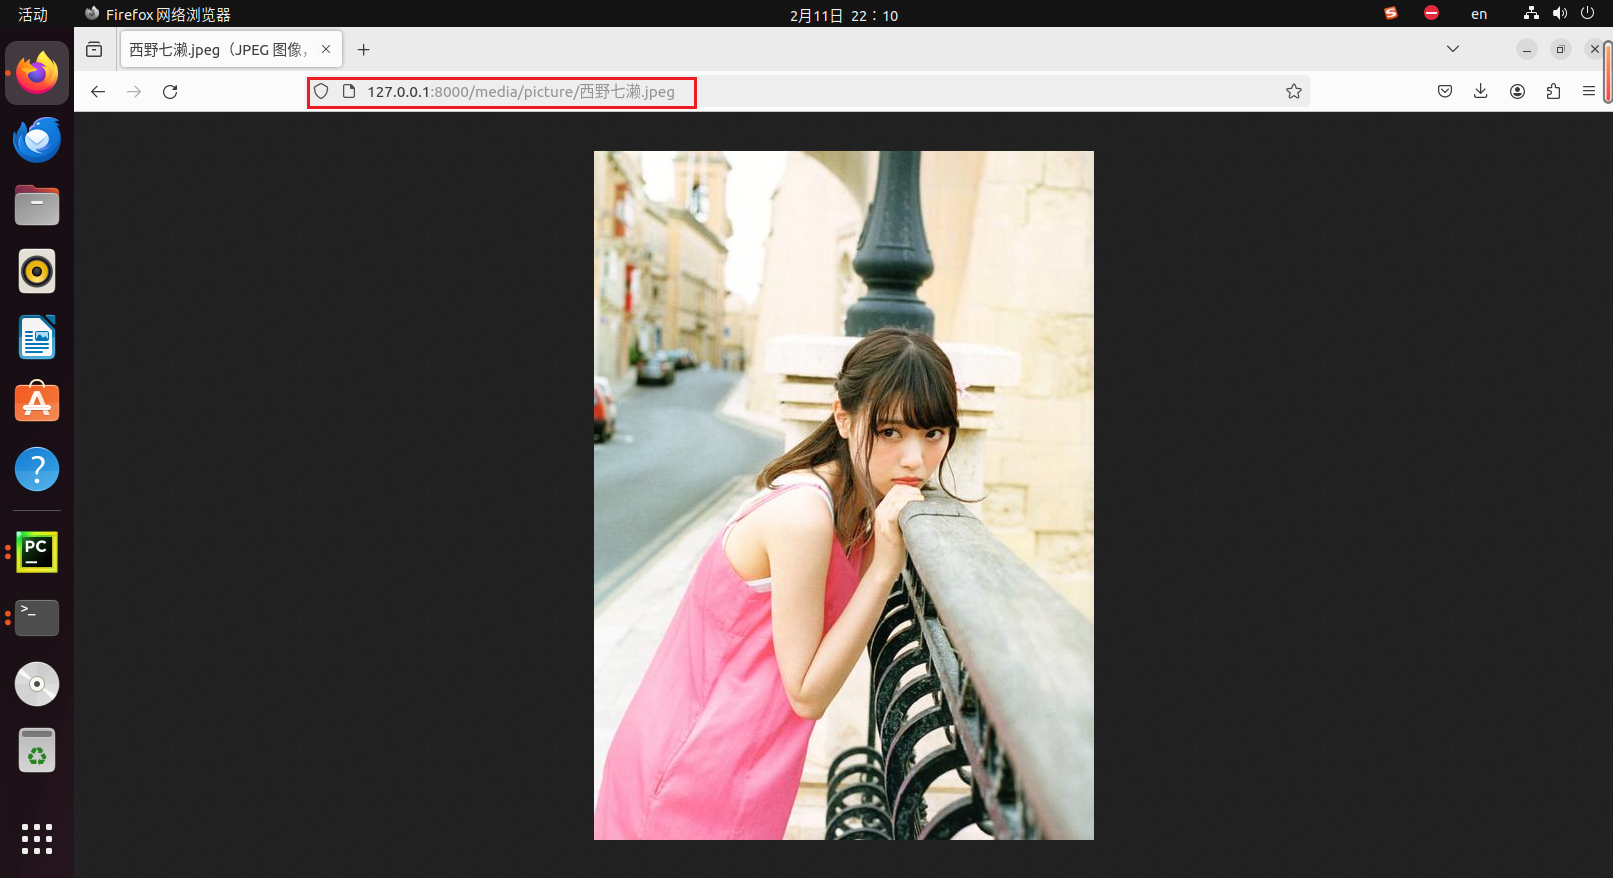 活动
Firefox 网络浏览器
2月11日 22：10
en
西野七濑.jpeg（JPEG 图像，
127.0.0.1:8000/media/picture/西野七濑.jpeg
PC
>_